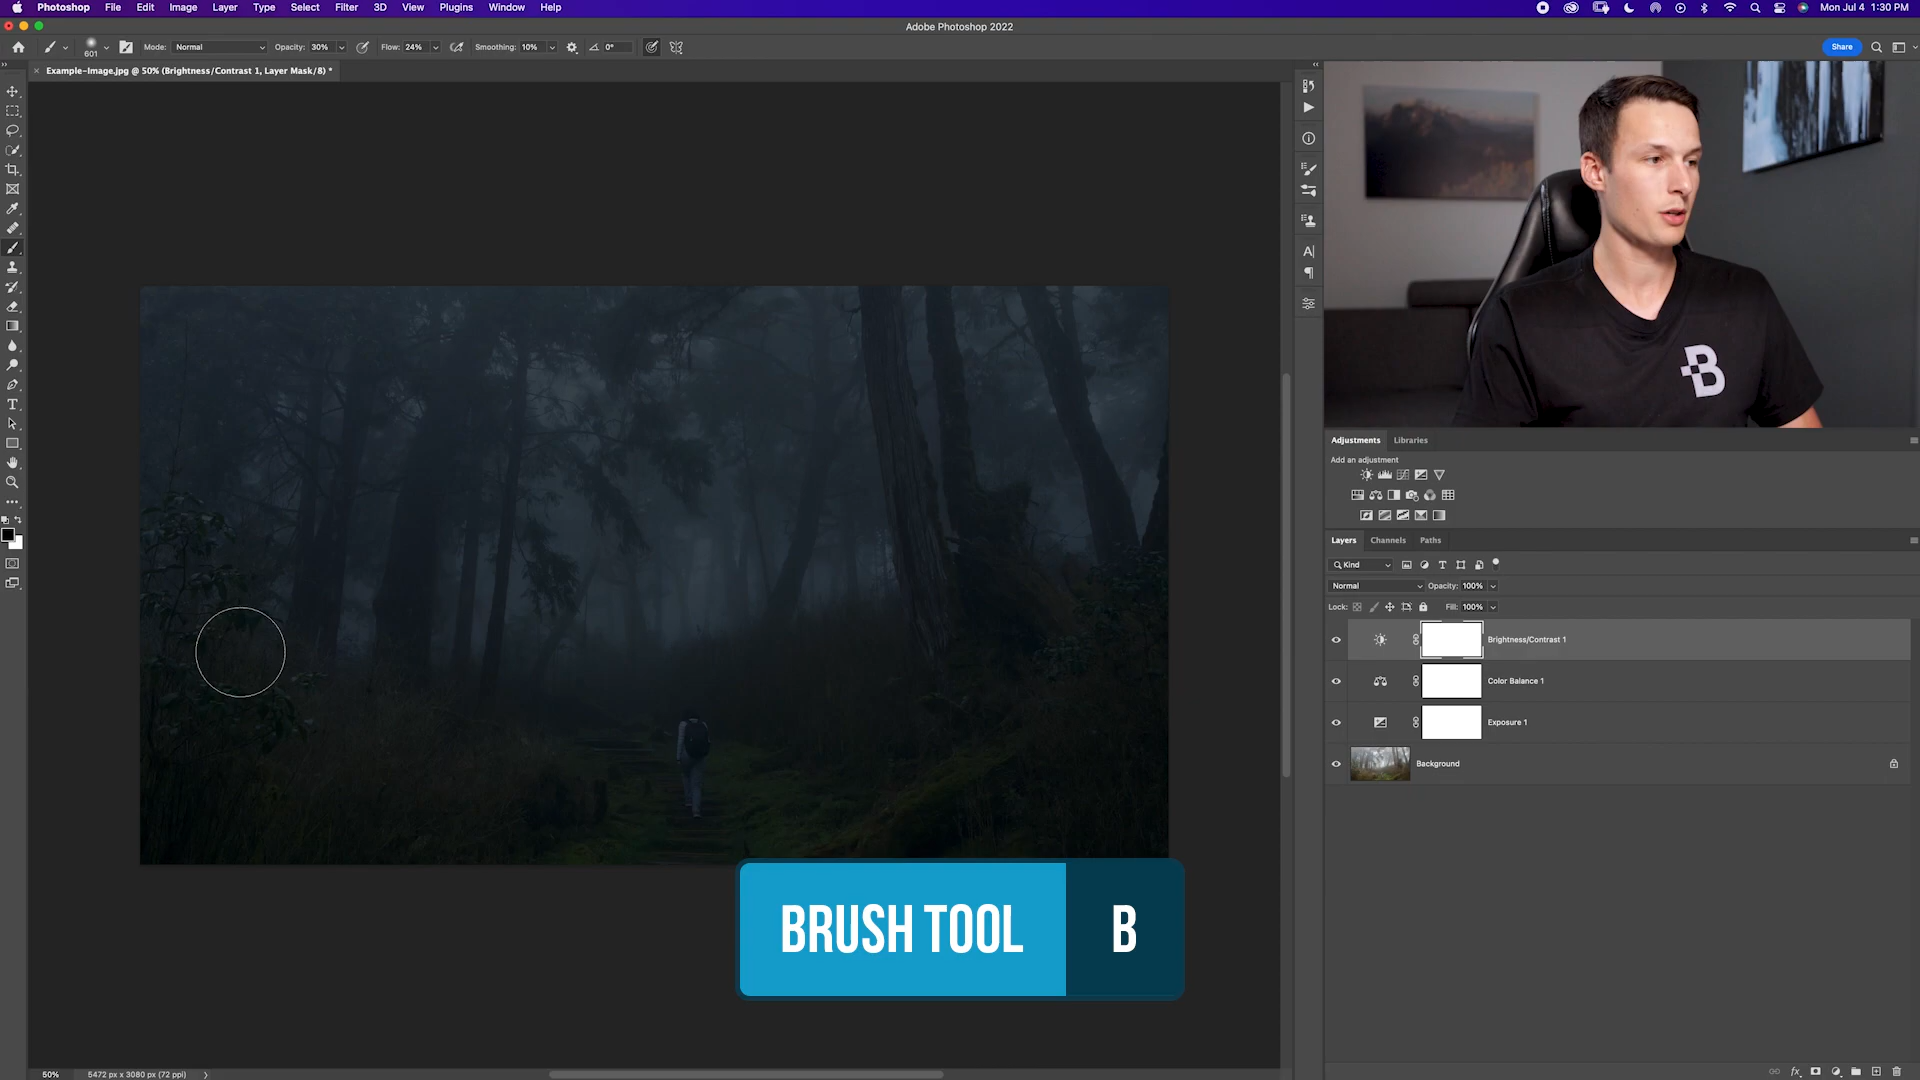 Photoshop File Edit Image Layer Type Select Filter 3D View Plugins Window Help Mon Jul 4 1:30 PM
Adobe Photoshop 2022
601 Mode: Normal Opacity: 30% Flow: 24% Smoothing: 10% 0° Share
Example-Image.jpg @ 50% (Brightness/Contrast 1, Layer Mask/8) *
B
Adjustments Libraries
Add an adjustment
Layers Channels Paths
Kind
Normal Opacity: 100%
Lock: Fill: 100%
Brightness/Contrast 1
Color Balance 1
Exposure 1
Background
BRUSH TOOL B
50% 5472 px x 3080 px (72 ppi)